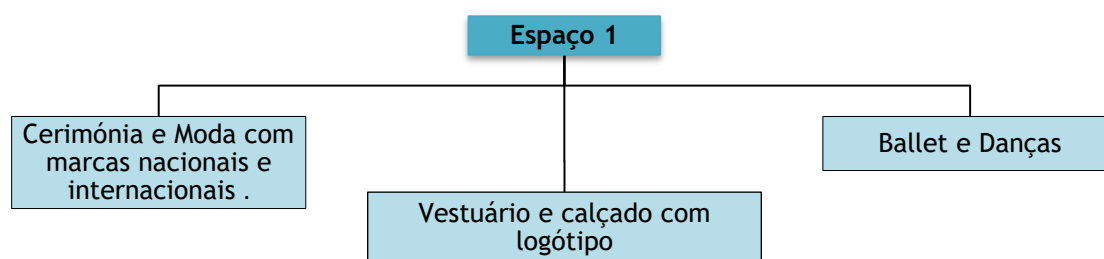 Espaço 1
Cerimónia e Moda com
marcas nacionais e
internacionais .
Vestuário e calçado com
logótipo
Ballet e Danças